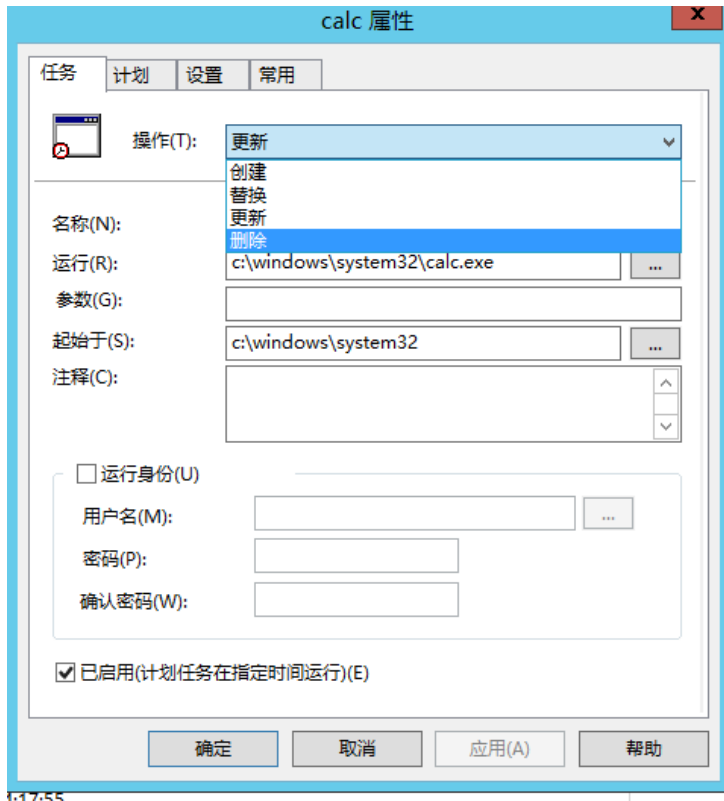 calc 属性
x
任务 计划 设置 常用
操作(T): 更新
创建
替换
更新
删除
名称(N):
运行(R): c:\windows\system32\calc.exe ...
参数(G):
起始于(S): c:\windows\system32 ...
注释(C):
运行身份(U)
用户名(M): ...
密码(P):
确认密码(W):
已启用(计划任务在指定时间运行)(E)
确定 取消 应用(A) 帮助
:17:55